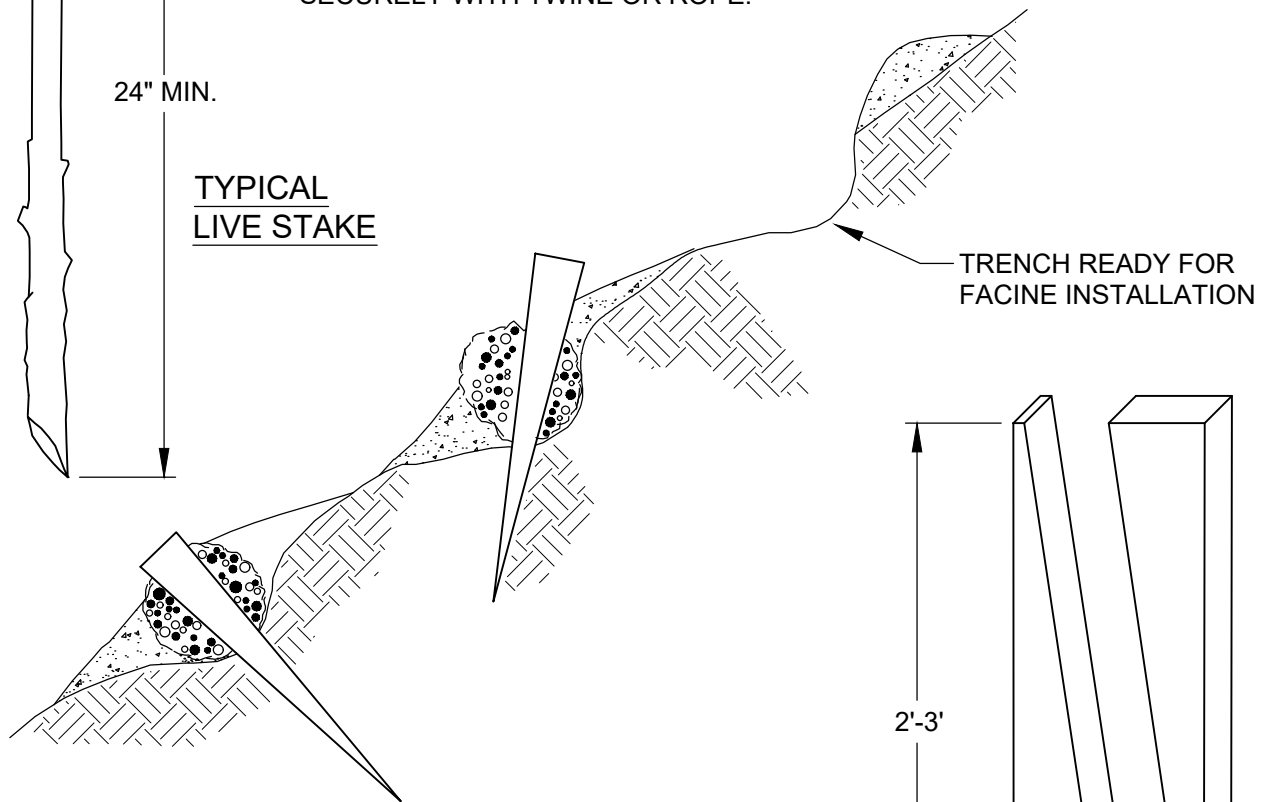 SECURELY WITH TWINE OR ROPE.
24" MIN.
TYPICAL
LIVE STAKE
TRENCH READY FOR
FACINE INSTALLATION
2'-3'